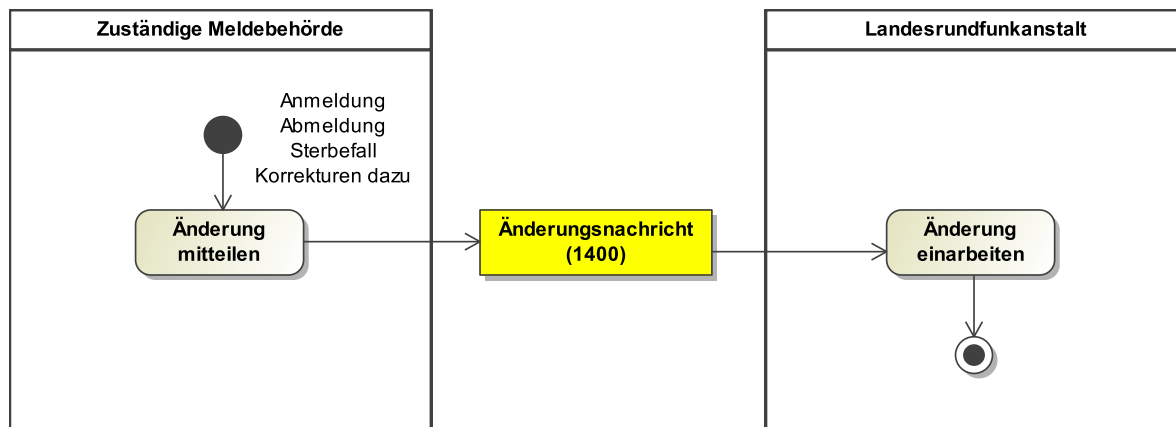 Zuständige Meldebehörde
Landesrundfunkanstalt
Anmeldung
Abmeldung
Sterbefall
Korrekturen dazu
Änderung
mitteilen
Änderungsnachricht
(1400)
Änderung
einarbeiten